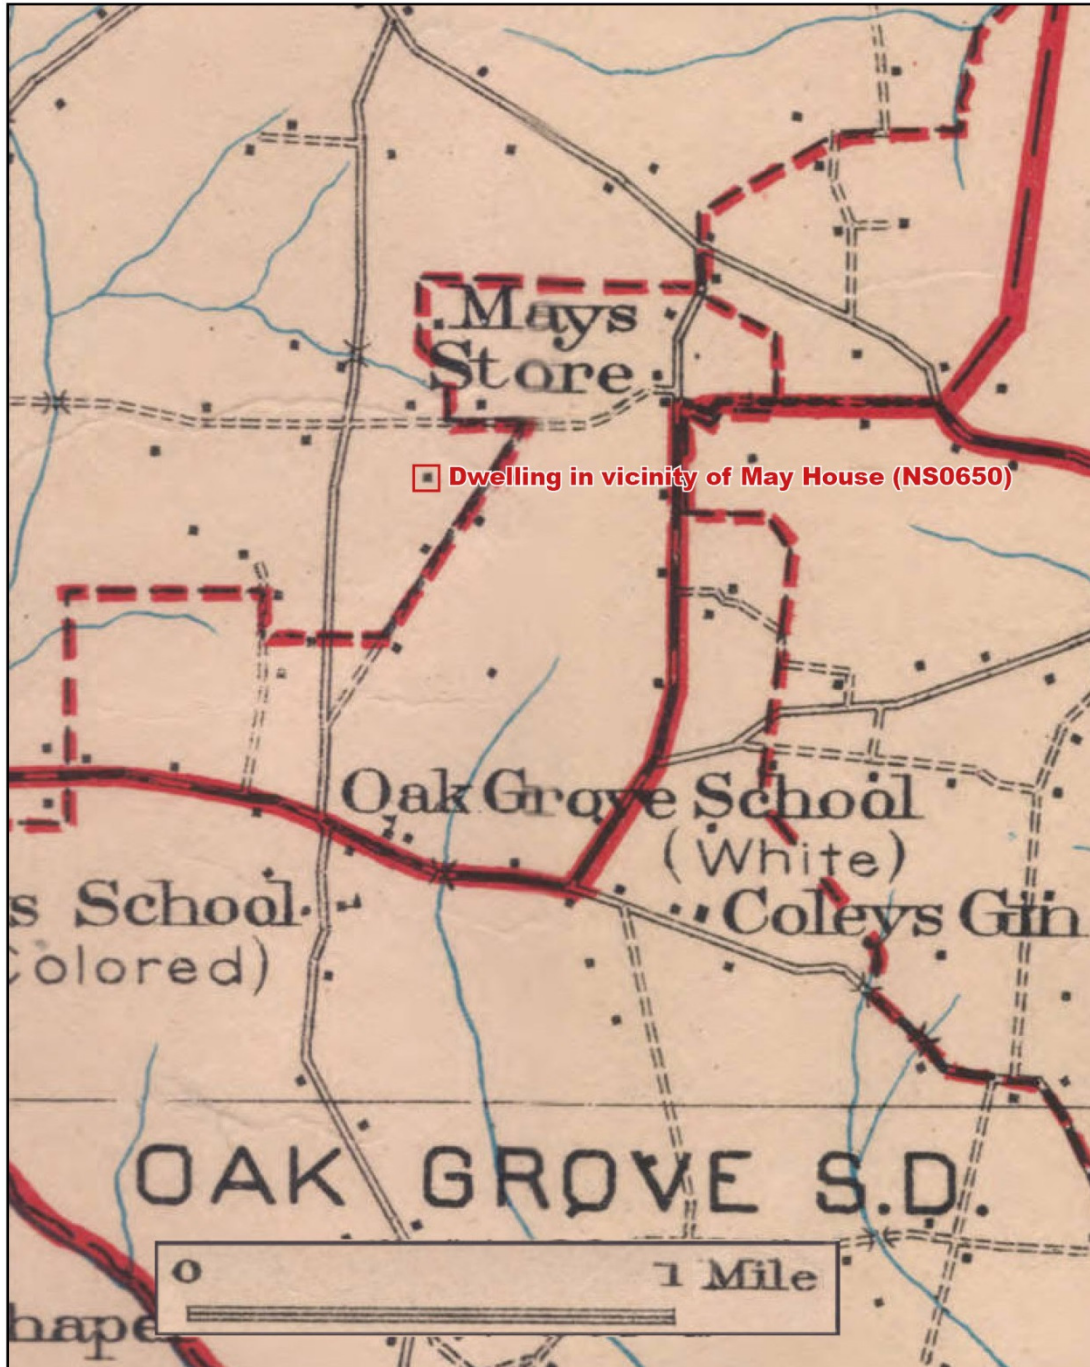 Mays
Store
Dwelling in vicinity of May House (NS0650)
Oak Grove School
(White)
s School
Colored)
Coleys Gin
OAK GROVE S.D.
0 1 Mile
hape